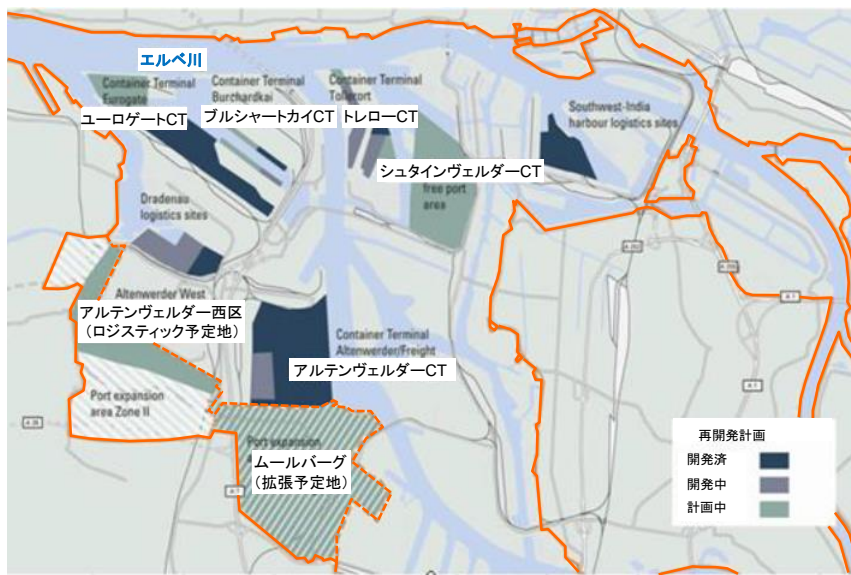 エルベ川
Container Terminal
Eurogate
ユーロゲートCT
Container Terminal
Burchardkai
ブルシャートカイCT
Container Terminal
Tollerort
トレローCT
Southwest-India
harbour logistics sites
シュタインヴェルダーCT
free port
area
Dradenau
logistics sites
Altenwerder West
アルテンヴェルダー西区
(ロジスティック予定地)
Container Terminal
Altenwerder/Freight
アルテンヴェルダーCT
Port expansion
area Zone II
Port expansion
ムールバーグ
(拡張予定地)
A 7
A 7
A 1
再開発計画
開発済
開発中
計画中